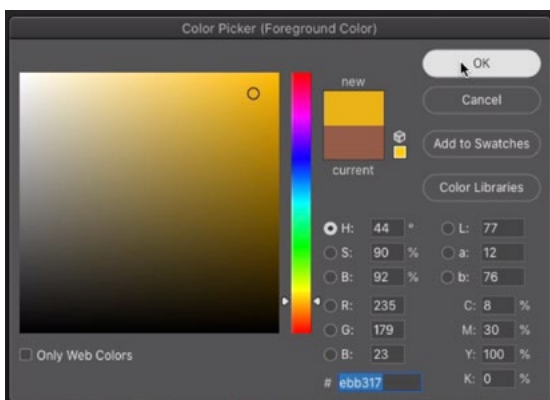 Color Picker (Foreground Color)
new
current
OK
Cancel
Add to Swatches
Color Libraries
H: 44 °
S: 90 %
B: 92 %
R: 235
G: 179
B: 23
# ebb317
L: 77
a: 12
b: 76
C: 8 %
M: 30 %
Y: 100 %
K: 0 %
Only Web Colors